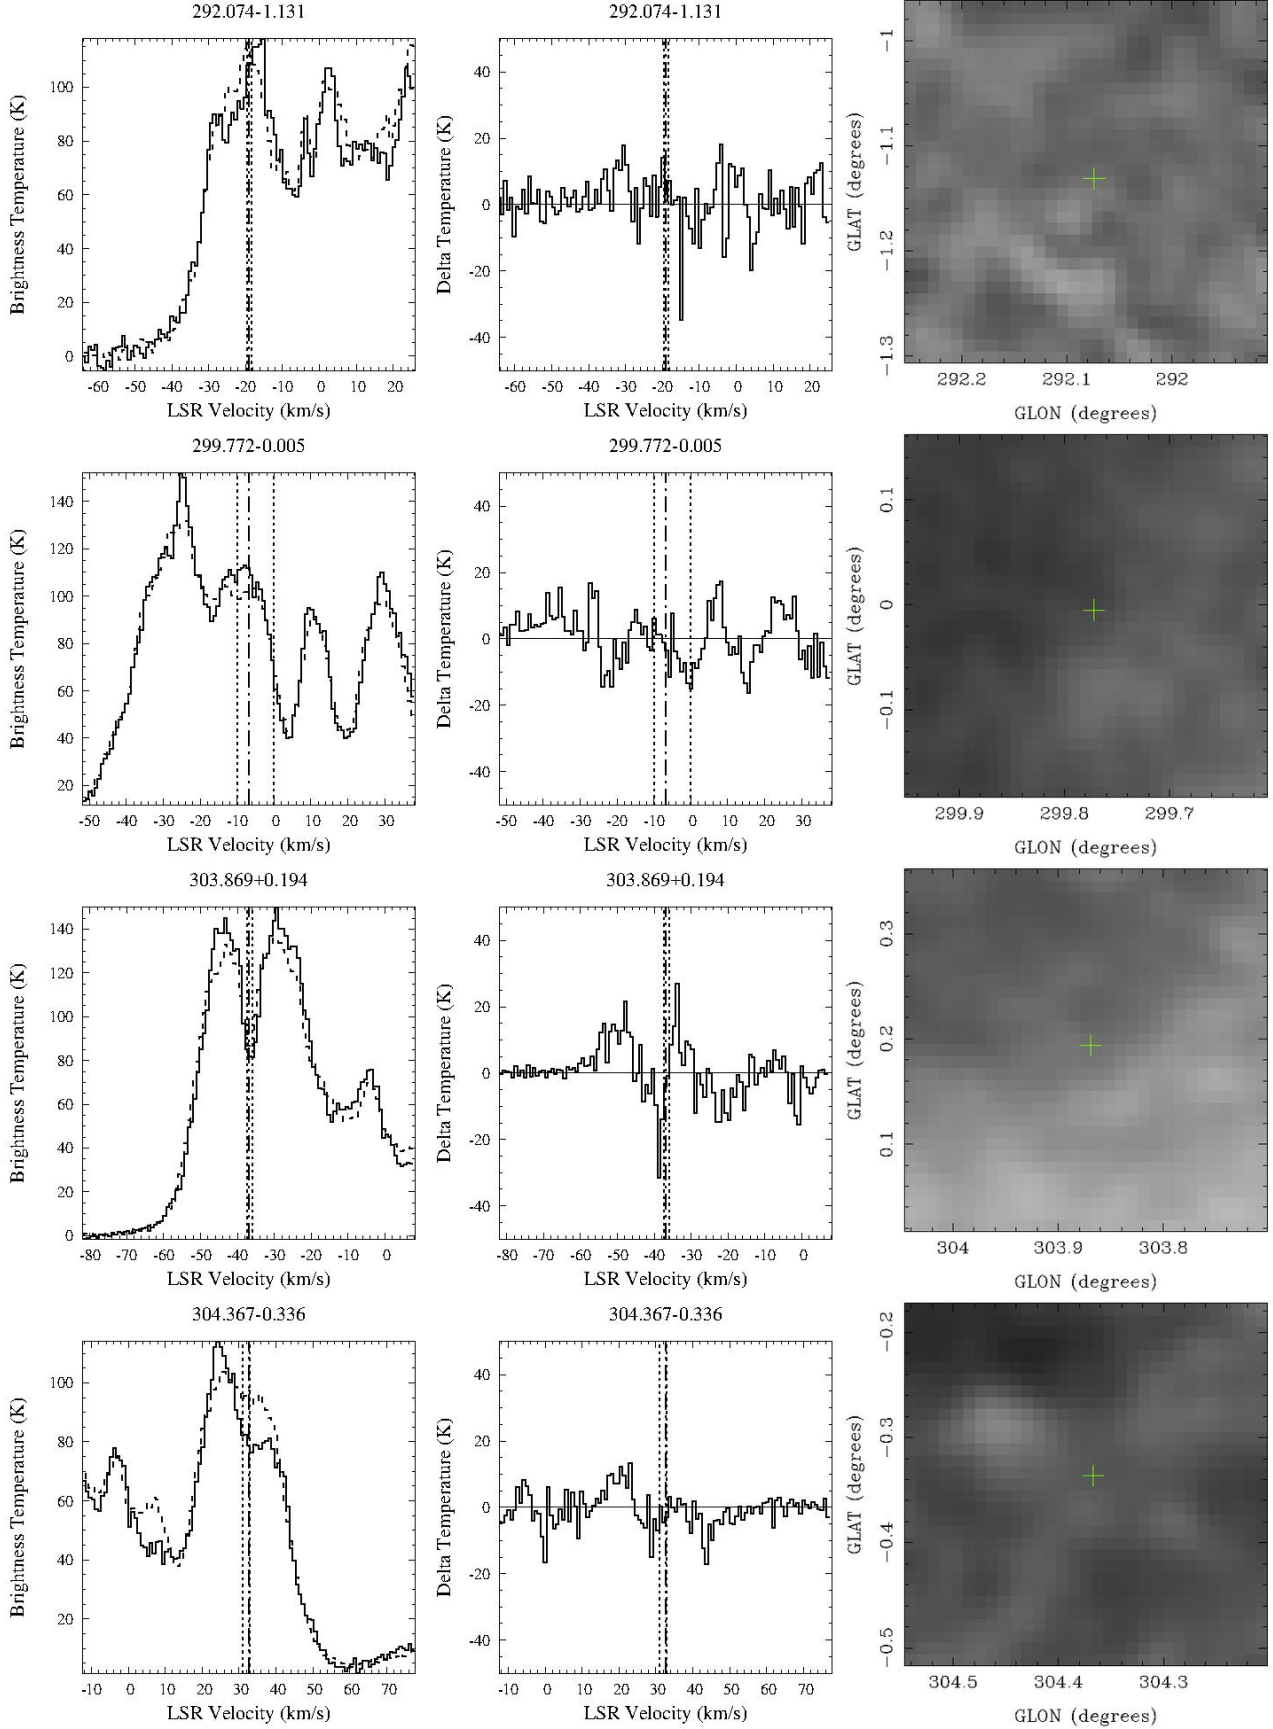 292.074-1.131
292.074-1.131
Brightness Temperature (K)
100
80
60
40
20
0
-60 -50 -40 -30 -20 -10 0 10 20
LSR Velocity (km/s)
Delta Temperature (K)
40
20
0
-20
-40
-60 -50 -40 -30 -20 -10 0 10 20
LSR Velocity (km/s)
GLAT (degrees)
−1
−1.1
−1.2
−1.3
292.2 292.1 292
GLON (degrees)
299.772-0.005
299.772-0.005
Brightness Temperature (K)
140
120
100
80
60
40
20
-50 -40 -30 -20 -10 0 10 20 30
LSR Velocity (km/s)
Delta Temperature (K)
40
20
0
-20
-40
-50 -40 -30 -20 -10 0 10 20 30
LSR Velocity (km/s)
GLAT (degrees)
0.1
0
−0.1
299.9 299.8 299.7
GLON (degrees)
303.869+0.194
303.869+0.194
Brightness Temperature (K)
140
120
100
80
60
40
20
0
-80 -70 -60 -50 -40 -30 -20 -10 0
LSR Velocity (km/s)
Delta Temperature (K)
40
20
0
-20
-40
-80 -70 -60 -50 -40 -30 -20 -10 0
LSR Velocity (km/s)
GLAT (degrees)
0.3
0.2
0.1
304 303.9 303.8
GLON (degrees)
304.367-0.336
304.367-0.336
Brightness Temperature (K)
100
80
60
40
20
-10 0 10 20 30 40 50 60 70
LSR Velocity (km/s)
Delta Temperature (K)
40
20
0
-20
-40
-10 0 10 20 30 40 50 60 70
LSR Velocity (km/s)
GLAT (degrees)
−0.2
−0.3
−0.4
−0.5
304.5 304.4 304.3
GLON (degrees)